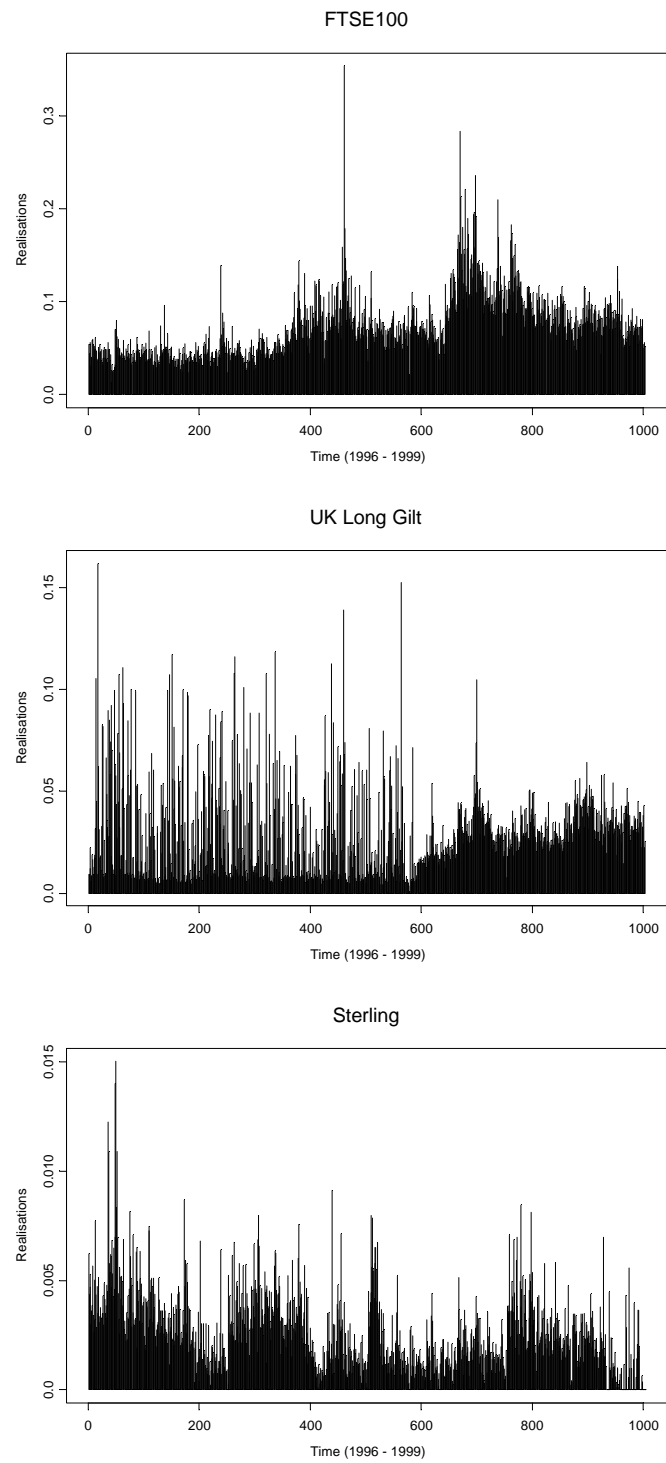 FTSE100
Realisations
0.3
0.2
0.1
0.0
0 200 400 600 800 1000
Time (1996 - 1999)
UK Long Gilt
Realisations
0.15
0.10
0.05
0.0
0 200 400 600 800 1000
Time (1996 - 1999)
Sterling
Realisations
0.015
0.010
0.005
0.0
0 200 400 600 800 1000
Time (1996 - 1999)